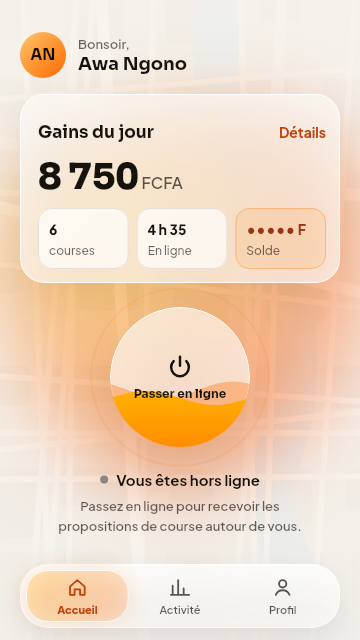 AN
Bonsoir,
Awa Ngono
Gains du jour
Détails
8 750 FCFA
6
courses
4 h 35
En ligne
●●●●● F
Solde
Passer en ligne
Vous êtes hors ligne
Passez en ligne pour recevoir les
propositions de course autour de vous.
Accueil
Activité
Profil